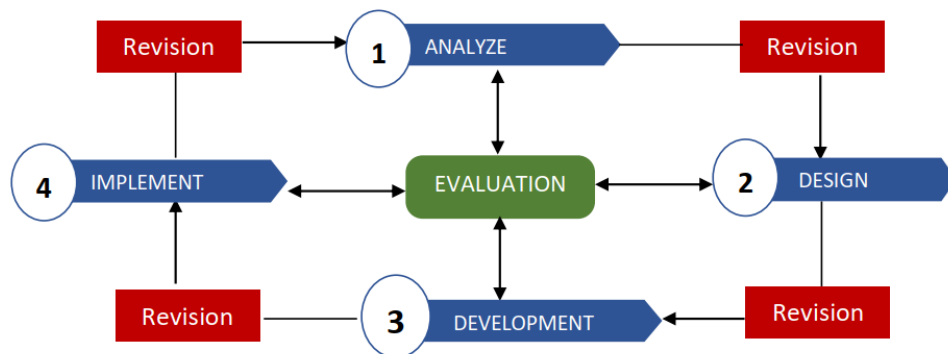 Revision
1
ANALYZE
Revision
4
IMPLEMENT
EVALUATION
2
DESIGN
Revision
3
DEVELOPMENT
Revision